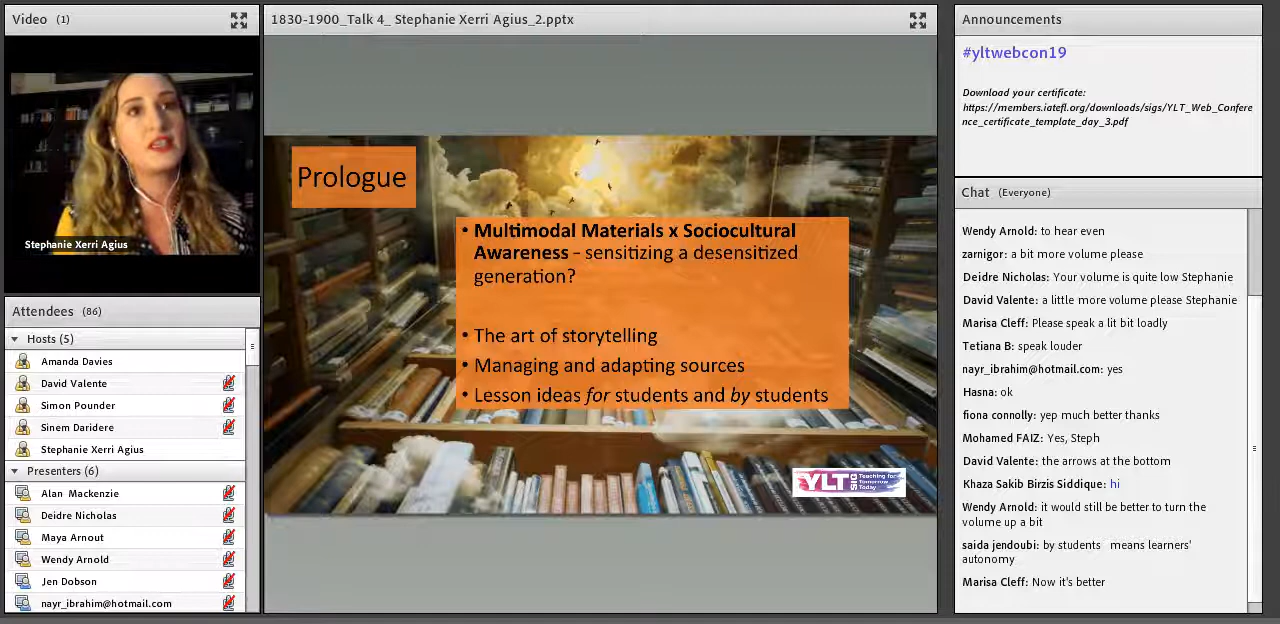 Video (1)
Stephanie Xerri Agius
Attendees (86)
Hosts (5)
Amanda Davies
David Valente
Simon Pounder
Sinem Daridere
Stephanie Xerri Agius
Presenters (6)
Alan Mackenzie
Deidre Nicholas
Maya Arnout
Wendy Arnold
Jen Dobson
nayr_ibrahim@hotmail.com
1830-1900_Talk 4_ Stephanie Xerri Agius_2.pptx
Prologue
• Multimodal Materials x Sociocultural
Awareness - sensitizing a desensitized
generation?
• The art of storytelling
• Managing and adapting sources
• Lesson ideas for students and by students
YLT SIG Teaching for
Tomorrow
Today
Announcements
#yltwebcon19
Download your certificate:
https://members.iatefl.org/downloads/sigs/YLT_Web_Confere
nce_certificate_template_day_3.pdf
Chat (Everyone)
Wendy Arnold: to hear even
zarnigor: a bit more volume please
Deidre Nicholas: Your volume is quite low Stephanie
David Valente: a little more volume please Stephanie
Marisa Cleff: Please speak a lit bit loadly
Tetiana B: speak louder
nayr_ibrahim@hotmail.com: yes
Hasna: ok
fiona connolly: yep much better thanks
Mohamed FAIZ: Yes, Steph
David Valente: the arrows at the bottom
Khaza Sakib Birzis Siddique: hi
Wendy Arnold: it would still be better to turn the
volume up a bit
saida jendoubi: by students means learners'
autonomy
Marisa Cleff: Now it's better